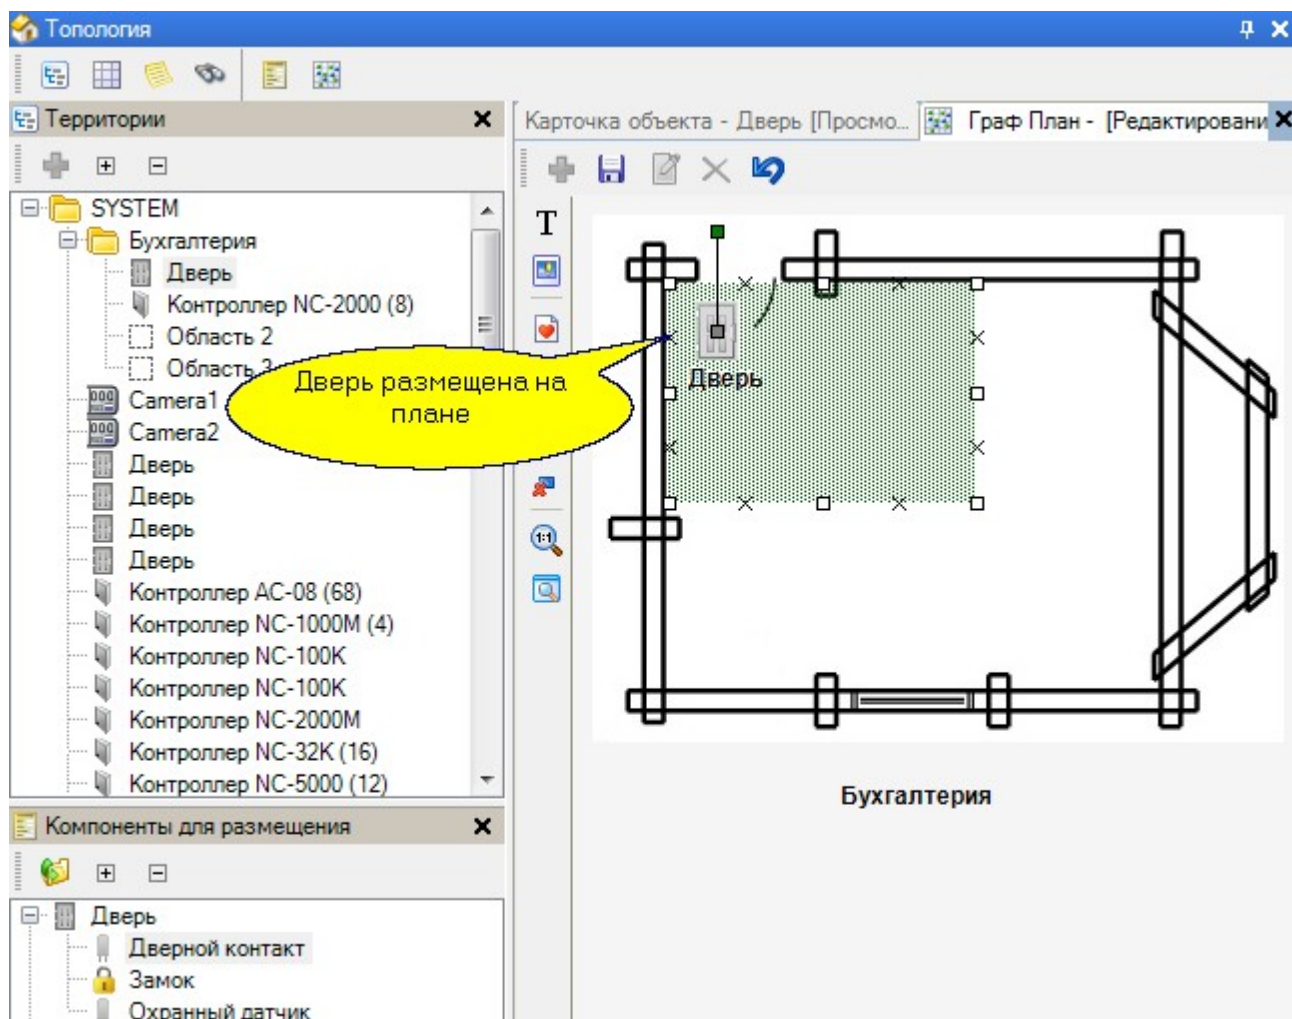 Топология
Территории
SYSTEM
Бухгалтерия
Дверь
Контроллер NC-2000 (8)
Область 2
Область 3
Camera1
Camera2
Дверь
Дверь
Дверь
Дверь
Контроллер AC-08 (68)
Контроллер NC-1000M (4)
Контроллер NC-100K
Контроллер NC-100K
Контроллер NC-2000M
Контроллер NC-32K (16)
Контроллер NC-5000 (12)
Компоненты для размещения
Дверь
Дверной контакт
Замок
Охранный датчик
Карточка объекта - Дверь [Просмо...
Граф План - [Редактировани
T
1:1
Дверь размещена на
плане
Дверь
Бухгалтерия